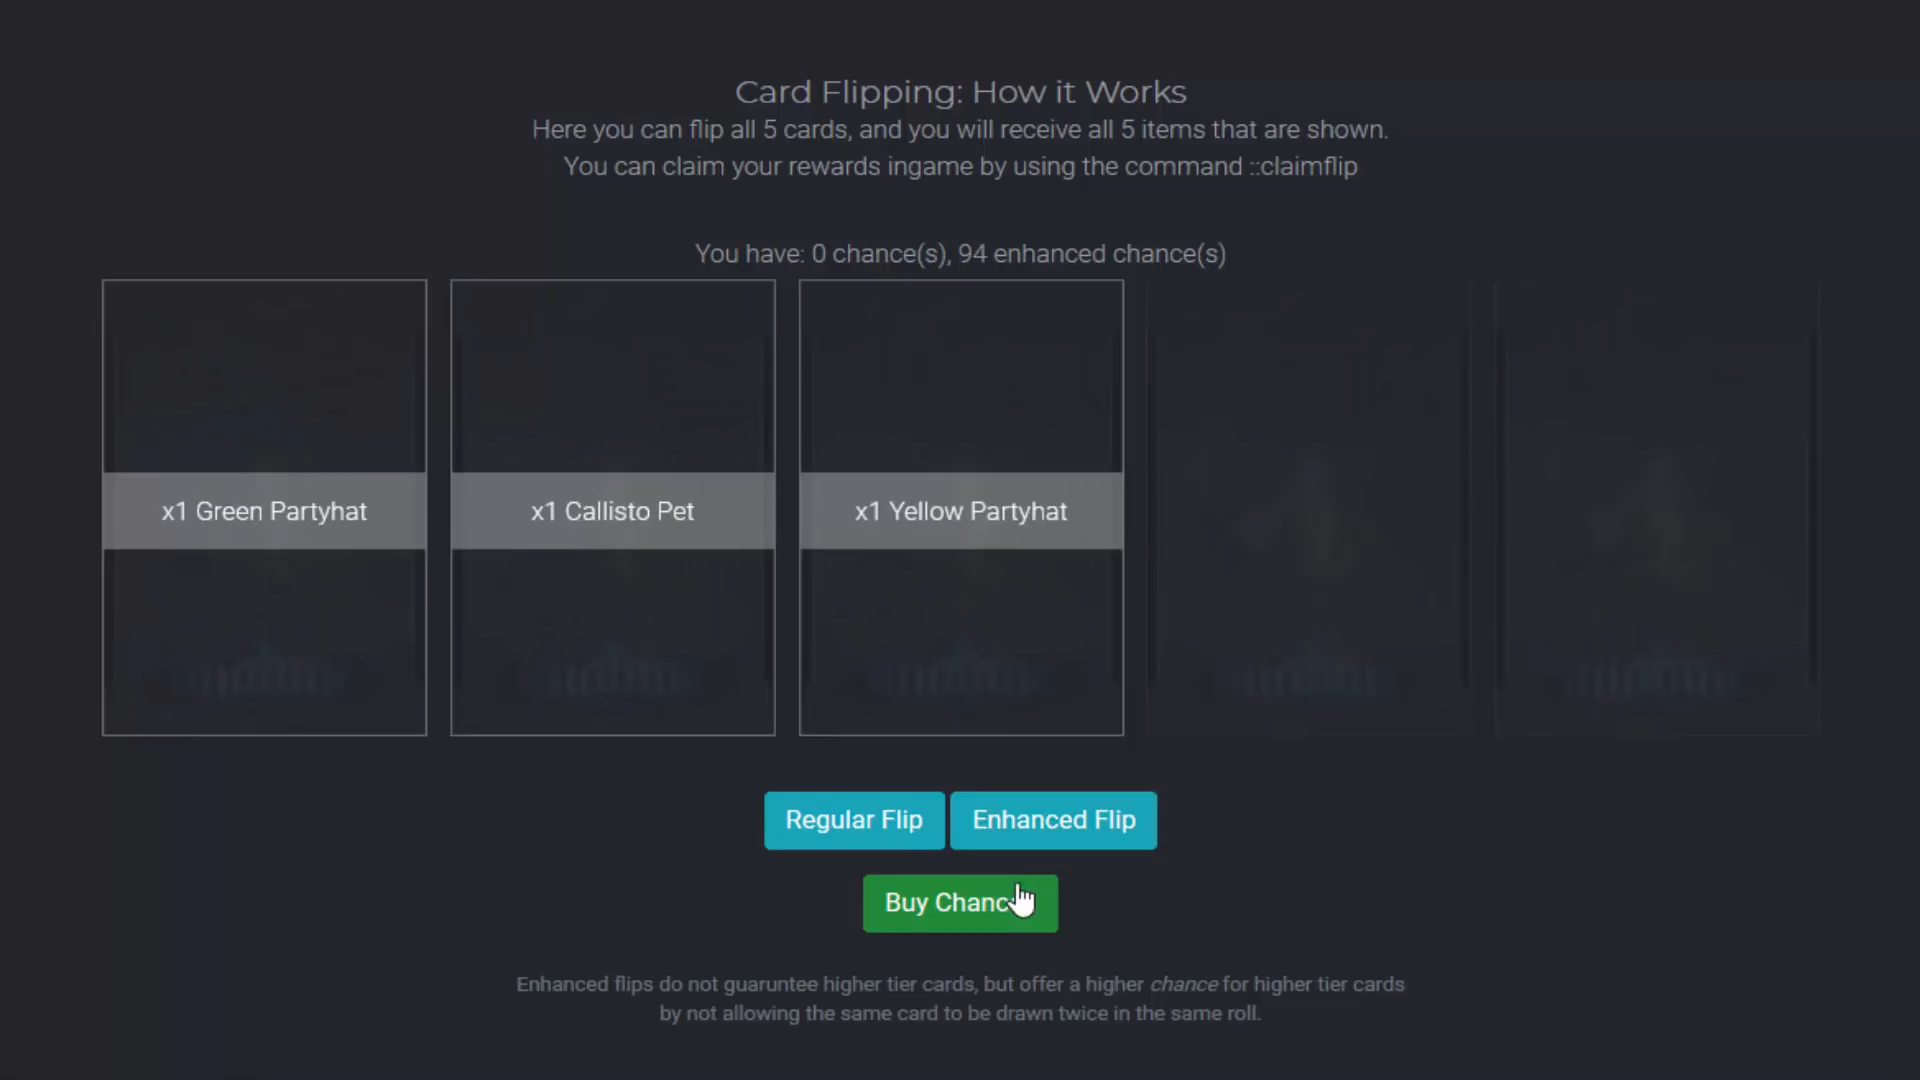 Card Flipping: How it Works
Here you can flip all 5 cards, and you will receive all 5 items that are shown.
You can claim your rewards ingame by using the command ::claimflip
You have: 0 chance(s), 94 enhanced chance(s)
x1 Green Partyhat
x1 Callisto Pet
x1 Yellow Partyhat
Regular Flip
Enhanced Flip
Buy Chanc
Enhanced flips do not guaruntee higher tier cards, but offer a higher chance for higher tier cards
by not allowing the same card to be drawn twice in the same roll.